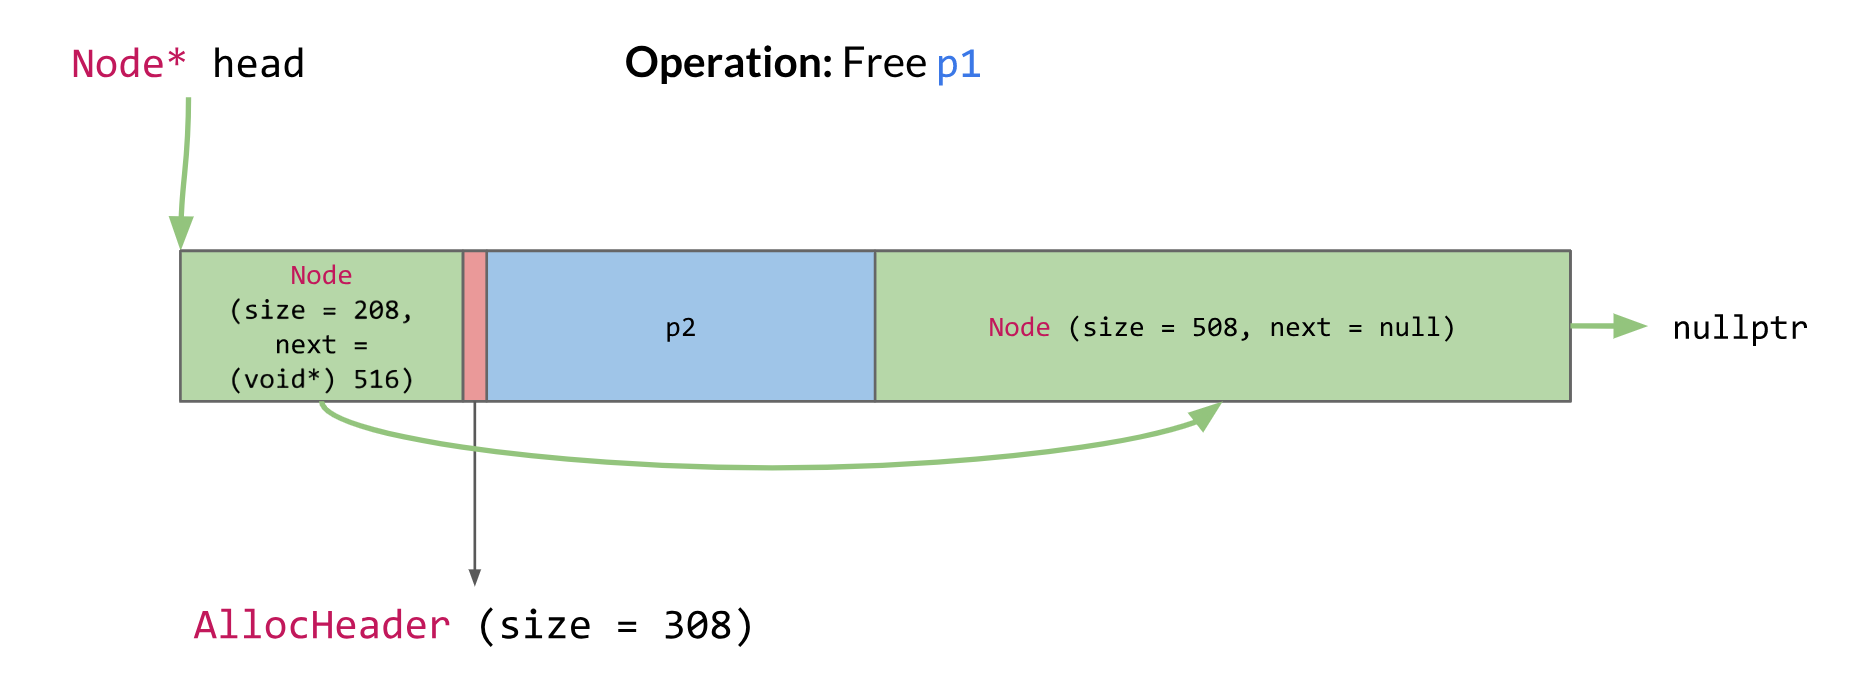 Node* head
Operation: Free p1
Node
(size = 208,
next =
(void*) 516)
p2
Node (size = 508, next = null)
nullptr
AllocHeader (size = 308)